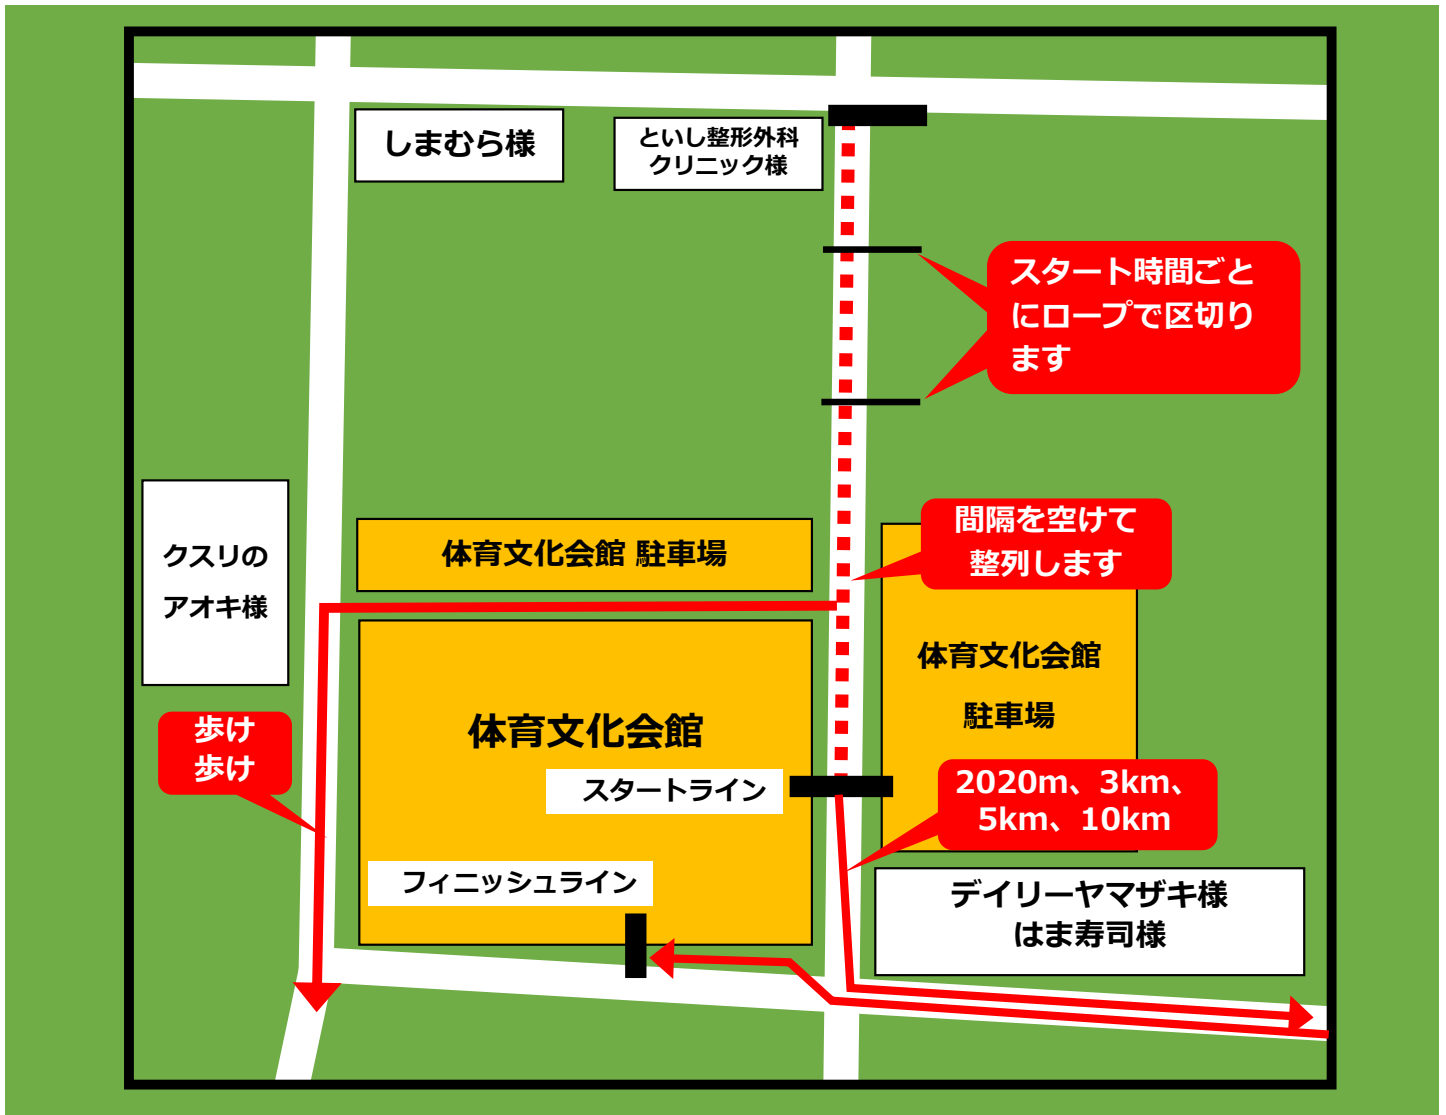 しまむら様
といし整形外科
クリニック様
スタート時間ごと
にロープで区切り
ます
クスリの
アオキ様
体育文化会館 駐車場
間隔を空けて
整列します
体育文化会館
駐車場
歩け
歩け
体育文化会館
スタートライン
2020m、3km、
5km、10km
フィニッシュライン
デイリーヤマザキ様
はま寿司様